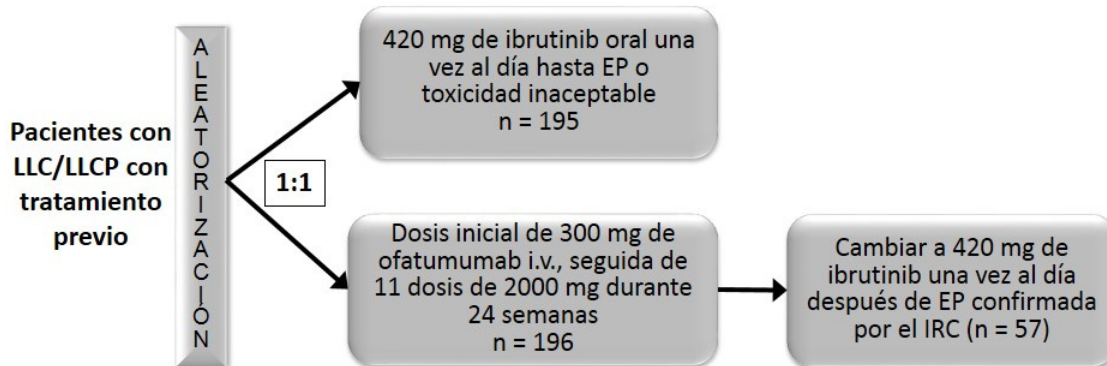 Pacientes con
LLC/LLCP con
tratamiento
previo
ALEATORIZACIÓN
1:1
420 mg de ibrutinib oral una
vez al día hasta EP o
toxicidad inaceptable
n = 195
Dosis inicial de 300 mg de
ofatumumab i.v., seguida de
11 dosis de 2000 mg durante
24 semanas
n = 196
Cambiar a 420 mg de
ibrutinib una vez al día
después de EP confirmada
por el IRC (n = 57)